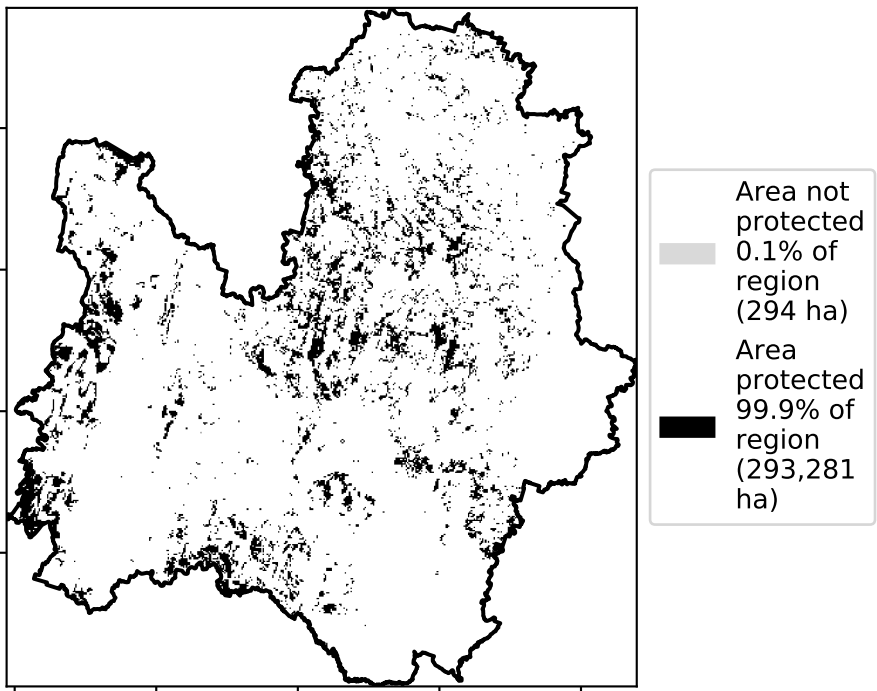 Area not
protected
0.1% of
region
(294 ha)
Area
protected
99.9% of
region
(293,281
ha)